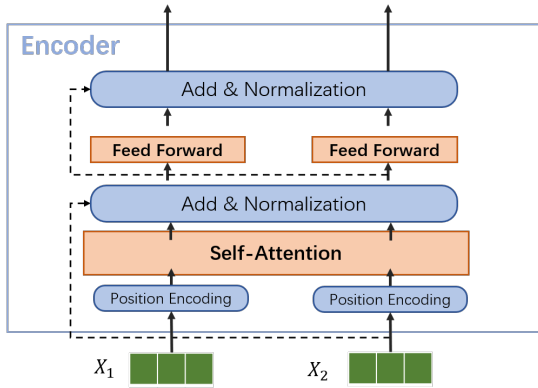 Encoder
Add & Normalization
Feed Forward
Feed Forward
Add & Normalization
Self-Attention
Position Encoding
Position Encoding
X₁
X₂